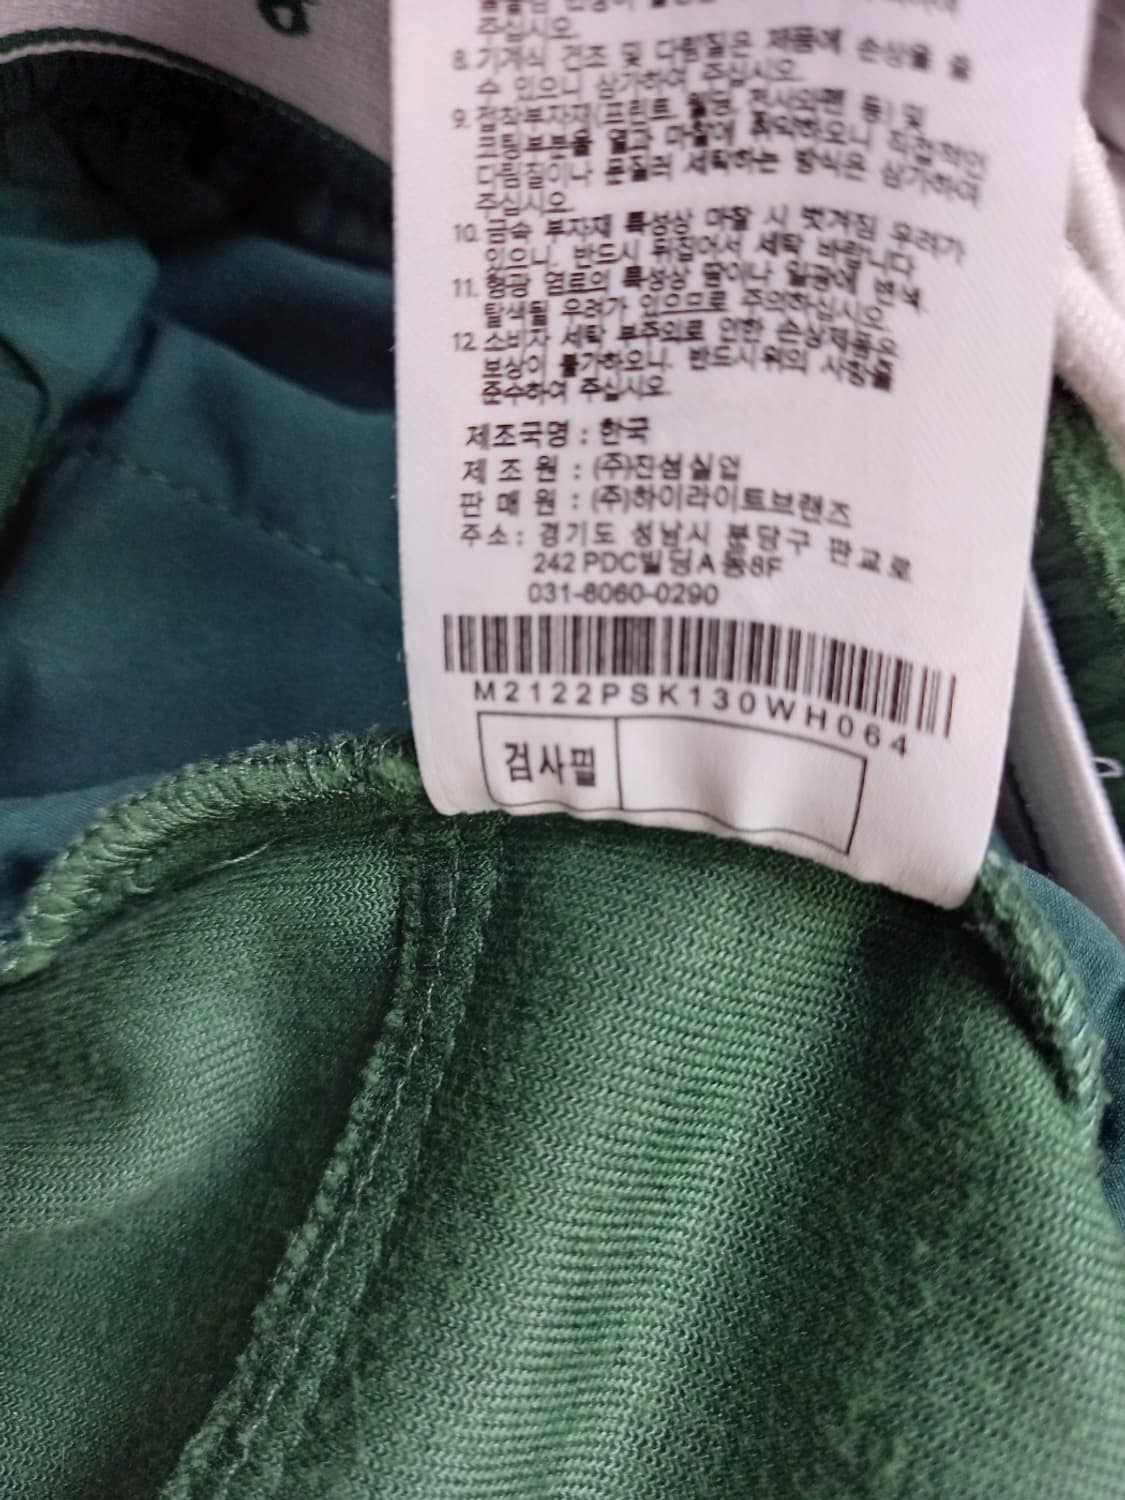 주십시오.
8. 기계식 건조 및 다림질은 제품에 손상을 줄
수 있으니 삼가하여 주십시오.
9. 접착부자재(프린트, 웰딩, 전사라벨 등) 및
프링 부분을 열과 마찰에 취약하오니 직접적인
다림질이나 문질러 세탁하는 방식은 삼가하여
주십시오.
10. 금속 부자재 특성상 마찰 시 벗겨짐 우려가
있으니, 반드시 뒤집어서 세탁 바랍니다
11. 형광 염료의 특성상 땀이나 일광에 변색
탈색될 우려가 있으므로 주의하십시오.
12. 소비자 세탁 부주의로 인한 손상제품은
보상이 불가하오니, 반드시 위의 사항을
준수하여 주십시오.
제조국명 : 한국
제 조 원 : (주)진섬실업
판 매 원 : (주)하이라이트브랜즈
주소 : 경기도 성남시 분당구 판교로
242 PDC빌딩 A동8F
031-8060-0290
M2122PSK130WH064
검사필